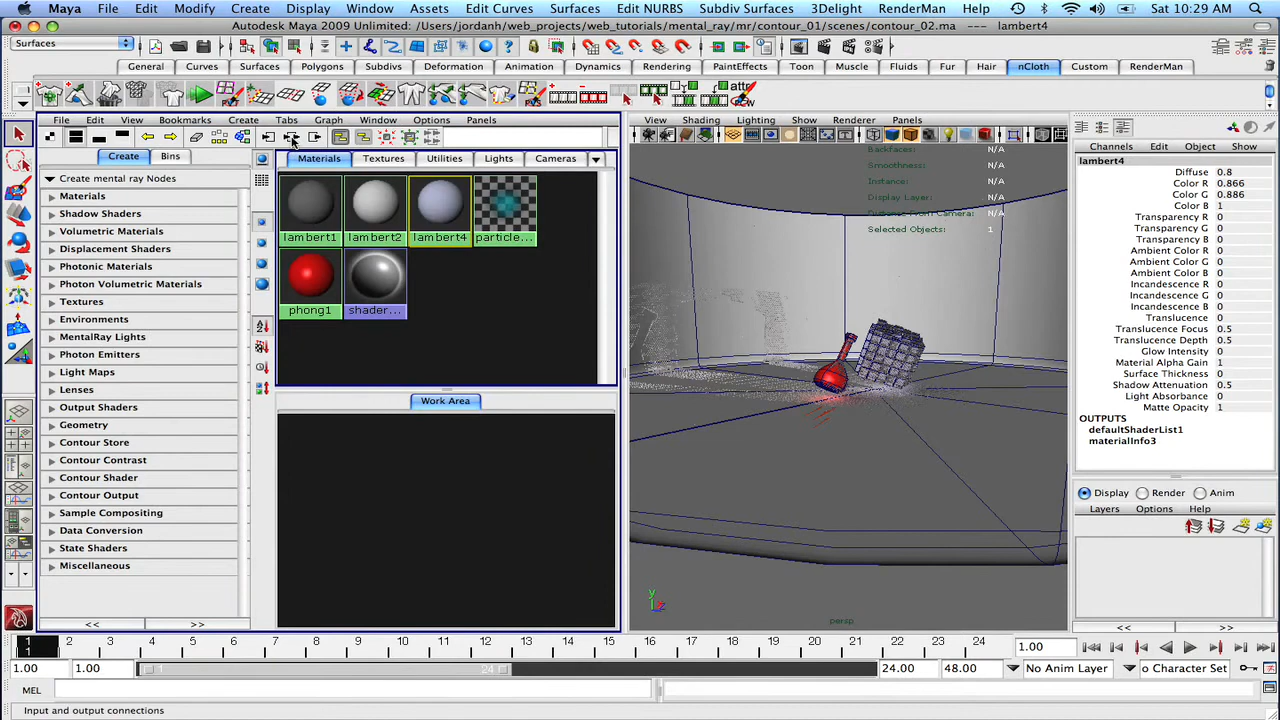 Maya File Edit Modify Create Display Window Assets Edit Curves Surfaces Edit NURBS Subdiv Surfaces 3Delight RenderMan Sat 10:29 AM
Autodesk Maya 2009 Unlimited: /Users/jordanh/web_projects/web_tutorials/mental_ray/mr/contour_01/scenes/contour_02.ma --- lambert4
Surfaces
General Curves Surfaces Polygons Subdivs Deformation Animation Dynamics Rendering PaintEffects Toon Muscle Fluids Fur Hair nCloth Custom RenderMan
File Edit View Bookmarks Create Tabs Graph Window Options Panels
View Shading Lighting Show Renderer Panels
Create Bins
Materials Textures Utilities Lights Cameras
Create mental ray Nodes
Materials
Shadow Shaders
Volumetric Materials
Displacement Shaders
Photonic Materials
Photon Volumetric Materials
Textures
Environments
MentalRay Lights
Photon Emitters
Light Maps
Lenses
Output Shaders
Geometry
Contour Store
Contour Contrast
Contour Shader
Contour Output
Sample Compositing
Data Conversion
State Shaders
Miscellaneous
<< >>
lambert1 lambert2 lambert4 particle...
phong1 shader...
Work Area
Backfaces: N/A
Smoothness: N/A
Instance: N/A
Display Layer: N/A
Distance From Camera: N/A
Selected Objects: 1
y
z
persp
Channels Edit Object Show
lambert4
Diffuse 0.8
Color R 0.866
Color G 0.886
Color B 1
Transparency R 0
Transparency G 0
Transparency B 0
Ambient Color R 0
Ambient Color G 0
Ambient Color B 0
Incandescence R 0
Incandescence G 0
Incandescence B 0
Translucence 0
Translucence Focus 0.5
Translucence Depth 0.5
Glow Intensity 0
Material Alpha Gain 1
Surface Thickness 0
Shadow Attenuation 0.5
Light Absorbance 0
Matte Opacity 1
OUTPUTS
defaultShaderList1
materialInfo3
Display Render Anim
Layers Options Help
<< >>
1 2 3 4 5 6 7 8 9 10 11 12 13 14 15 16 17 18 19 20 21 22 23 24
1
1.00
1.00 1.00 1 24 24.00 48.00 No Anim Layer o Character Set
MEL
Input and output connections